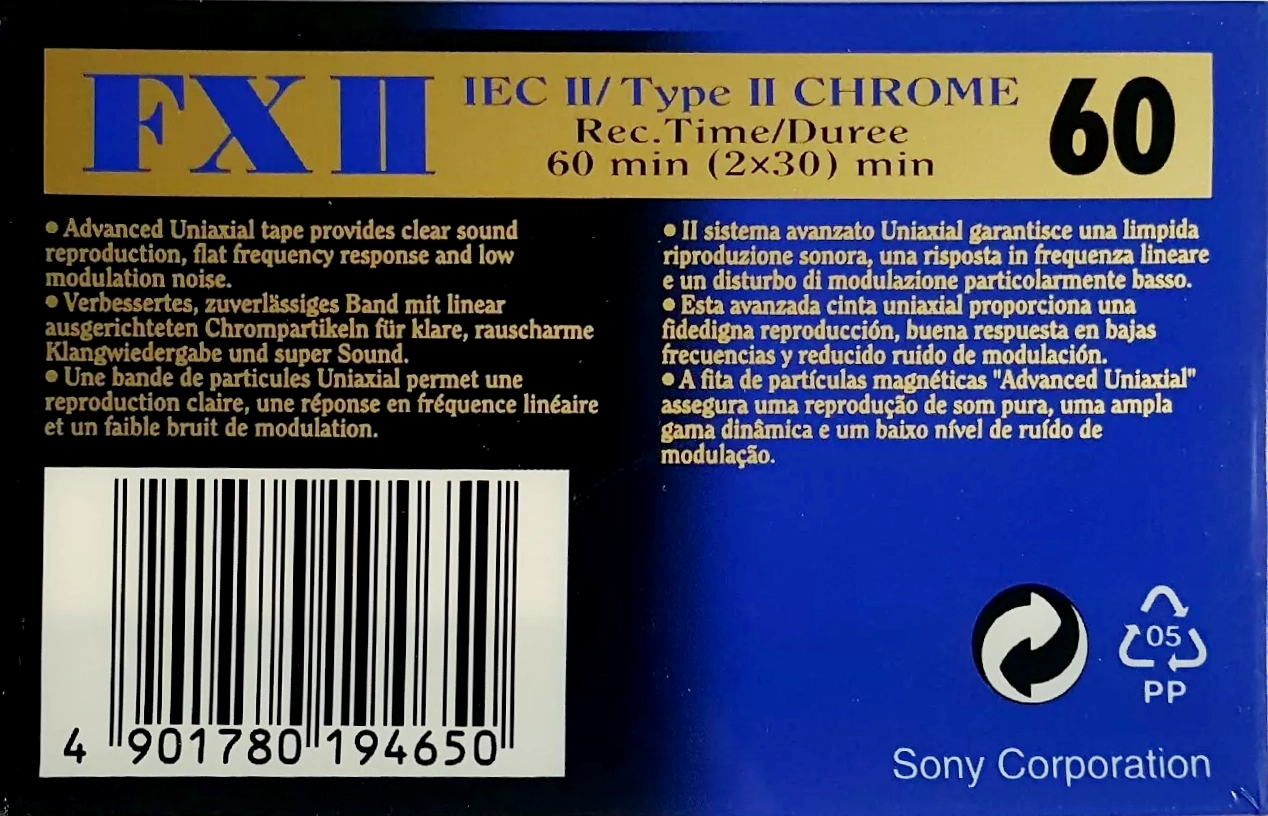 FX II
IEC II/Type II CHROME
Rec.Time/Duree
60 min (2×30) min
60
• Advanced Uniaxial tape provides clear sound
reproduction, flat frequency response and low
modulation noise.
• Verbessertes, zuverlässiges Band mit linear
ausgerichteten Chrompartikeln für klare, rauscharme
Klangwiedergabe und super Sound.
• Une bande de particules Uniaxial permet une
reproduction claire, une réponse en fréquence linéaire
et un faible bruit de modulation.
• Il sistema avanzato Uniaxial garantisce una limpida
riproduzione sonora, una risposta in frequenza lineare
e un disturbo di modulazione particolarmente basso.
• Esta avanzada cinta uniaxial proporciona una
fidedigna reproducción, buena respuesta en bajas
frecuencias y reducido ruido de modulación.
• A fita de partículas magnéticas "Advanced Uniaxial"
assegura uma reprodução de som pura, uma ampla
gama dinâmica e um baixo nível de ruído de
modulação.
4 901780 194650
05
PP
Sony Corporation